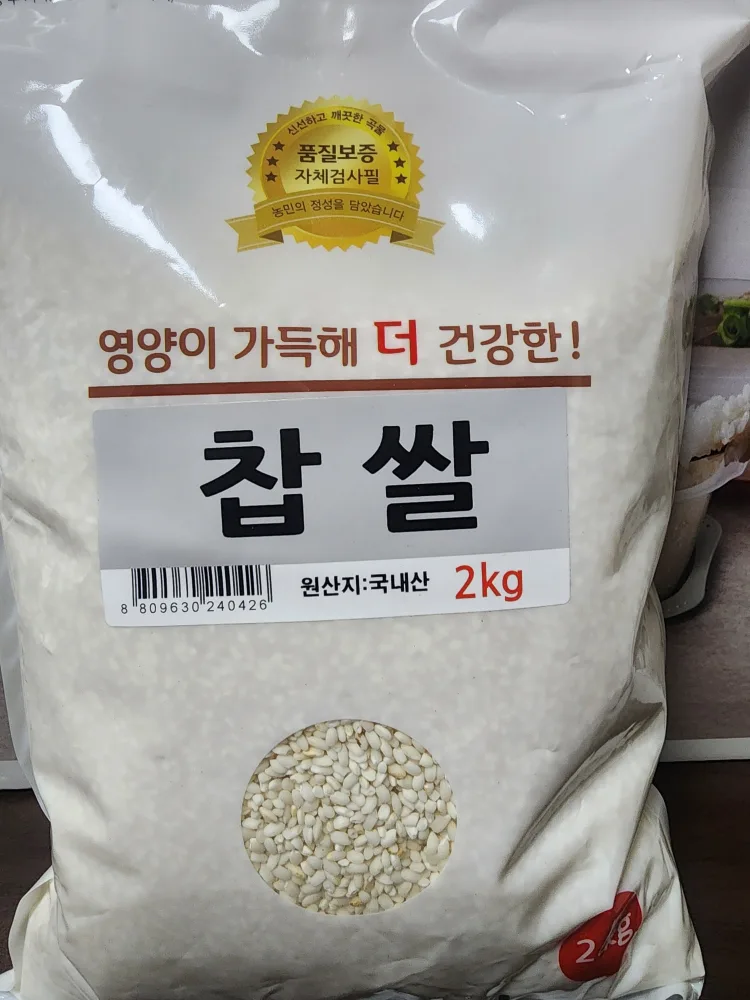 신선하고 깨끗한 곡물
품질보증
자체검사필
농민의 정성을 담았습니다
영양이 가득해 더 건강한!
찹쌀
8 809630 240426
원산지:국내산 2kg
2kg